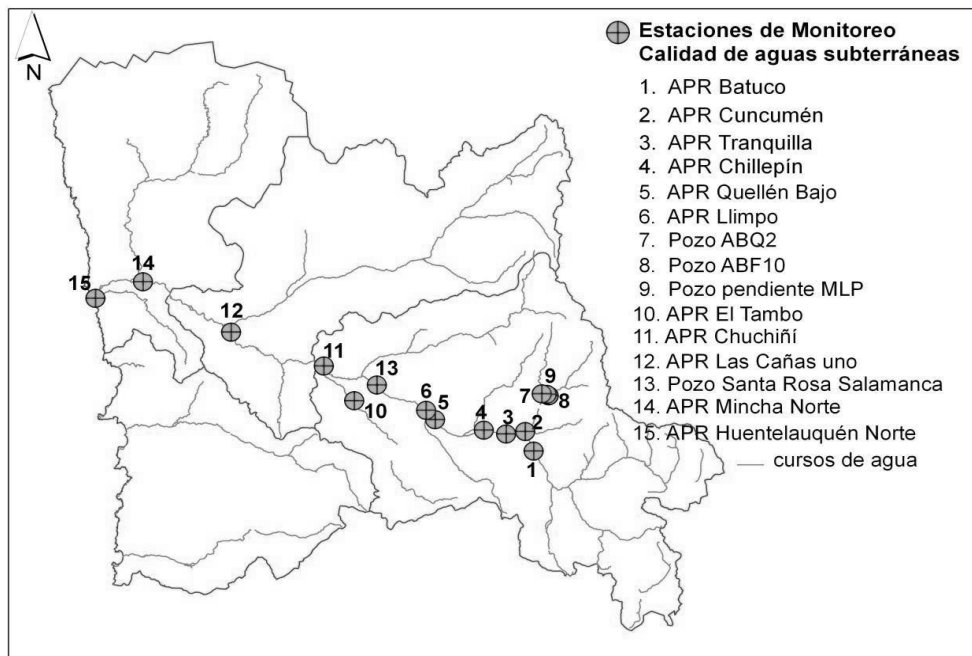 N
Estaciones de Monitoreo
Calidad de aguas subterráneas
1. APR Batuco
2. APR Cuncumén
3. APR Tranquilla
4. APR Chillepín
5. APR Quellén Bajo
6. APR Llimpo
7. Pozo ABQ2
8. Pozo ABF10
9. Pozo pendiente MLP
10. APR El Tambo
11. APR Chuchiñí
12. APR Las Cañas uno
13. Pozo Santa Rosa Salamanca
14. APR Mincha Norte
15. APR Huentelauquén Norte
cursos de agua
14
15
12
11
13
10
6
5
4
3
2
1
7
9
8